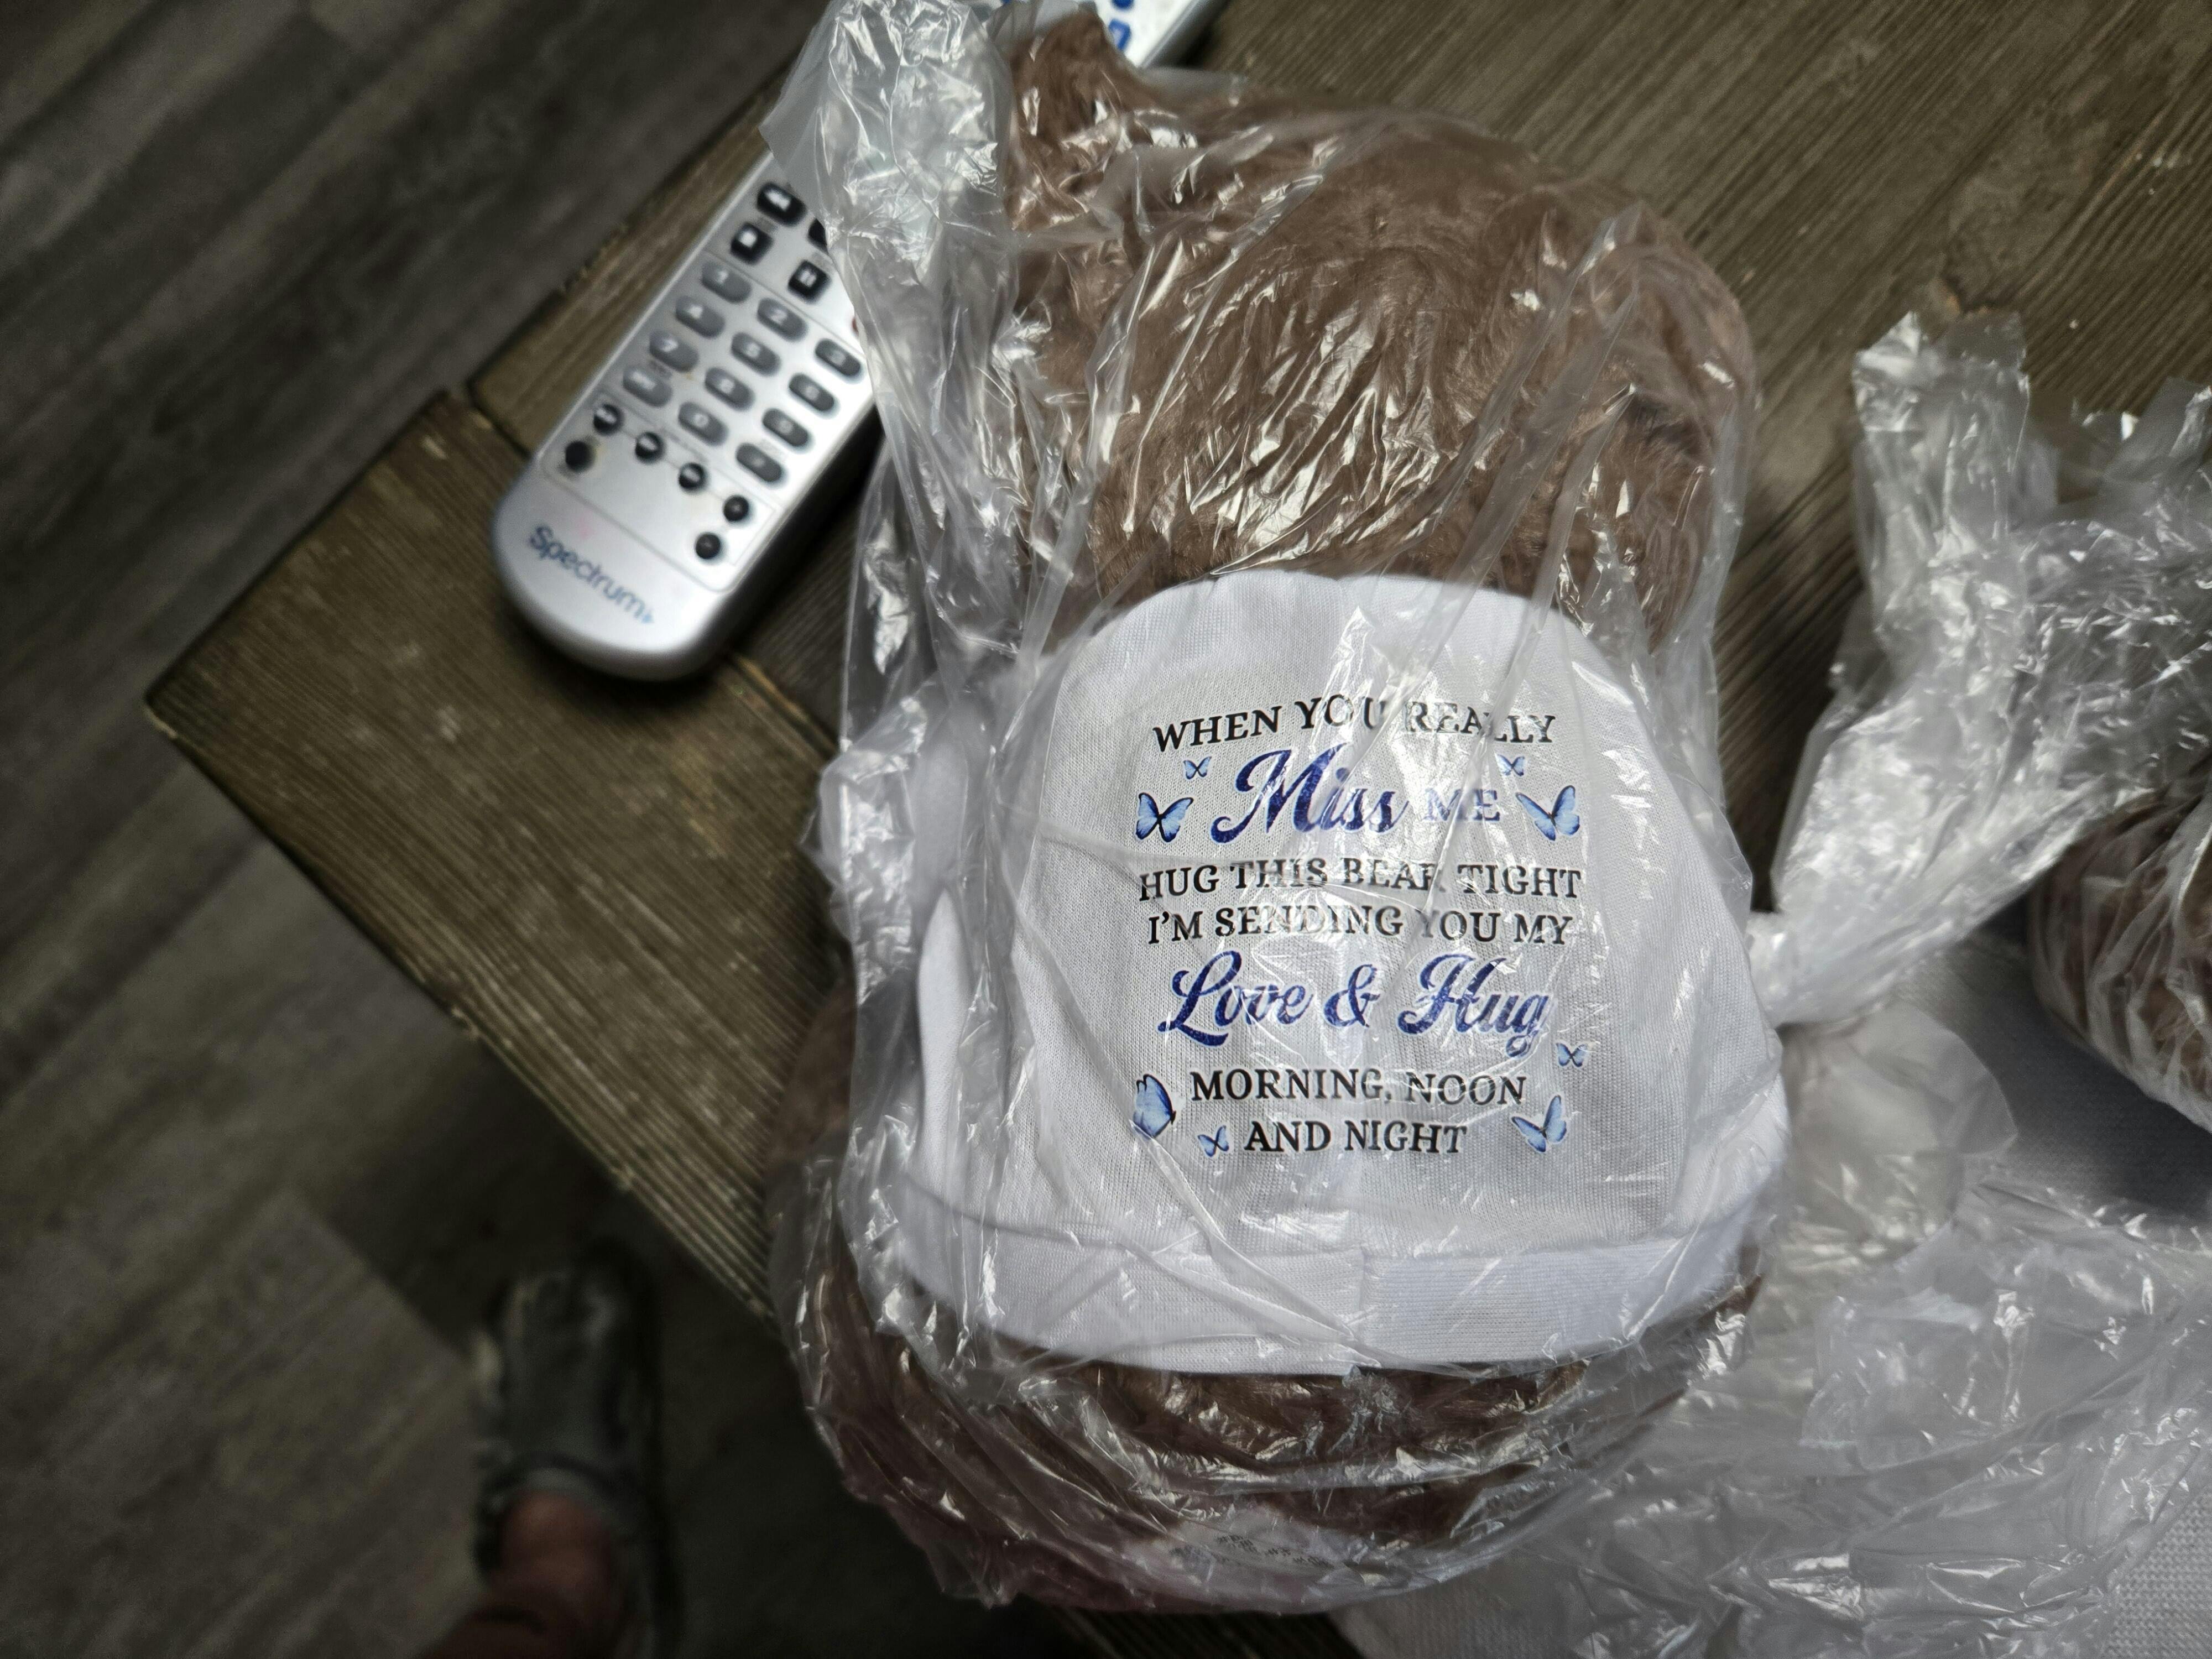 Spectrum
WHEN YOU REALLY
Miss ME
HUG THIS BEAR TIGHT
I'M SENDING YOU MY
Love & Hug
MORNING, NOON
AND NIGHT